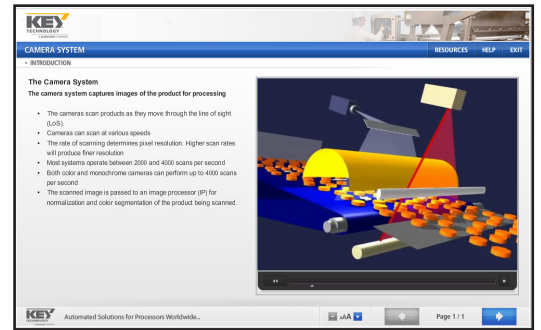 KEY
TECHNOLOGY
CAMERA SYSTEM
RESOURCES HELP EXIT
INTRODUCTION
The Camera System
The camera system captures images of the product for processing
• The cameras scan products as they move through the line of sight
(LoS).
• Cameras can scan at various speeds
• The rate of scanning determines pixel resolution. Higher scan rates
will produce finer resolution
• Most systems operate between 2000 and 4000 scans per second
• Both color and monochrome cameras can perform up to 4000 scans
per second
• The scanned image is passed to an image processor (IP) for
normalization and color segmentation of the product being scanned.
KEY
TECHNOLOGY
Automated Solutions for Processors Worldwide...
AAA
Page 1 / 1